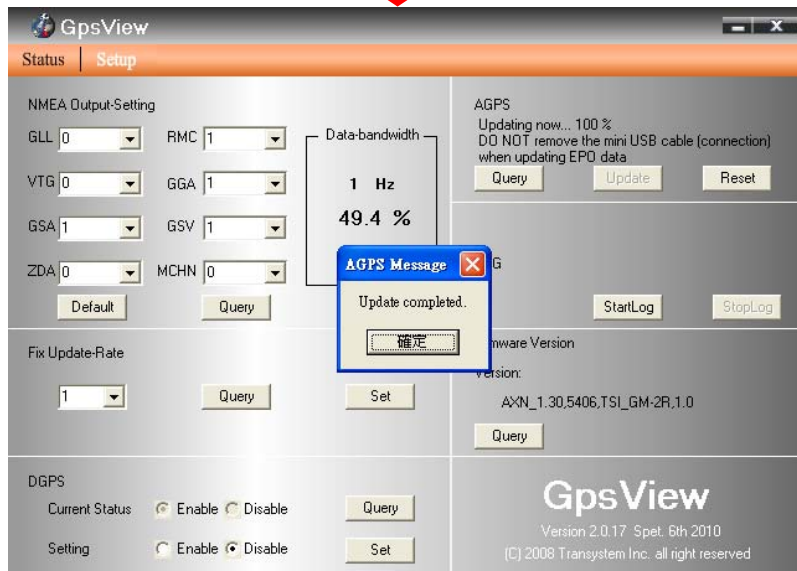 GpsView
Status Setup
NMEA Output-Setting
GLL 0 RMC 1
VTG 0 GGA 1
GSA 1 GSV 1
ZDA 0 MCHN 0
Default Query
Data-bandwidth
1 Hz
49.4 %
AGPS
Updating now... 100 %
DO NOT remove the mini USB cable (connection)
when updating EPO data
Query Update Reset
AGPS Message
Update completed.
確定
G
StartLog StopLog
Fix Update-Rate
1 Query Set
mware Version
Version:
AXN_1.30,5406,TSI_GM-2R,1.0
Query
DGPS
Current Status Enable Disable Query
Setting Enable Disable Set
GpsView
Version 2.0.17 Spet. 6th 2010
(C) 2008 Transystem Inc. all right reserved